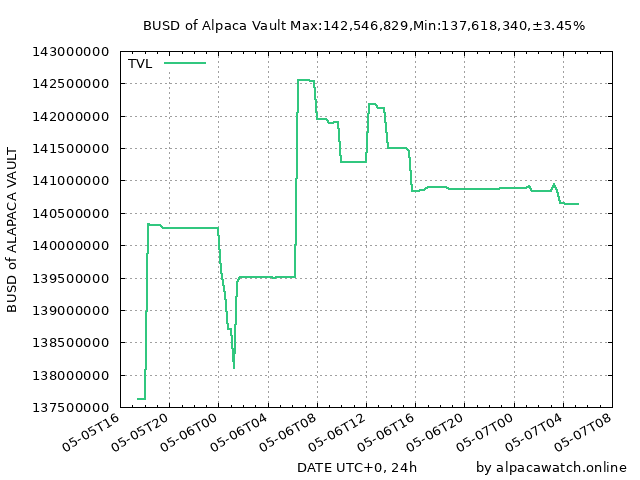 BUSD of Alpaca Vault Max:142,546,829,Min:137,618,340,±3.45%
TVL
143000000
142500000
142000000
141500000
141000000
140500000
140000000
139500000
139000000
138500000
138000000
137500000
BUSD of ALAPACA VAULT
05-05T16
05-05T20
05-06T00
05-06T04
05-06T08
05-06T12
05-06T16
05-06T20
05-07T00
05-07T04
05-07T08
DATE UTC+0, 24h
by alpacawatch.online